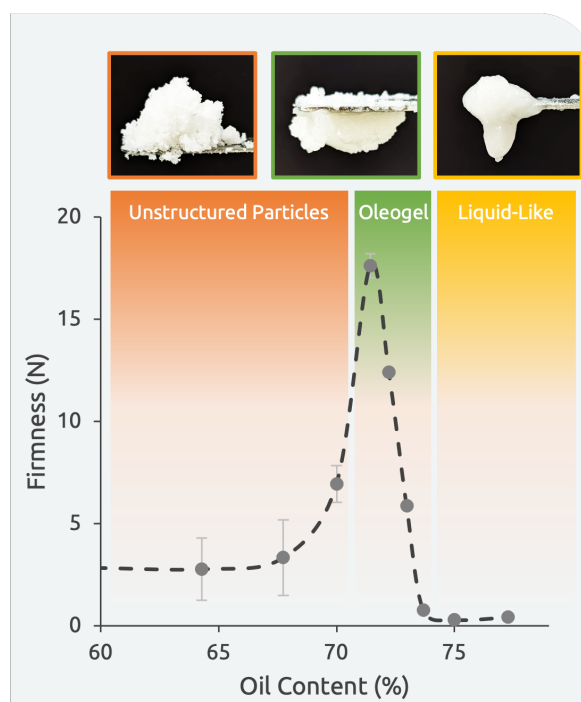 Unstructured Particles
Oleogel
Liquid-Like
20
15
10
5
0
Firmness (N)
60
65
70
75
Oil Content (%)